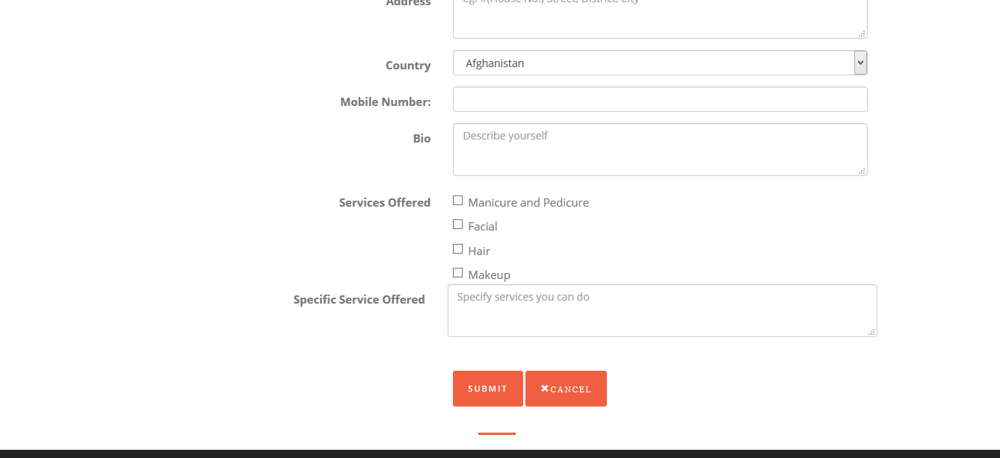 Address eg. #(House No.) Street, District, City
Country Afghanistan
Mobile Number:
Bio Describe yourself
Services Offered Manicure and Pedicure
Facial
Hair
Makeup
Specific Service Offered Specify services you can do
SUBMIT ✖CANCEL